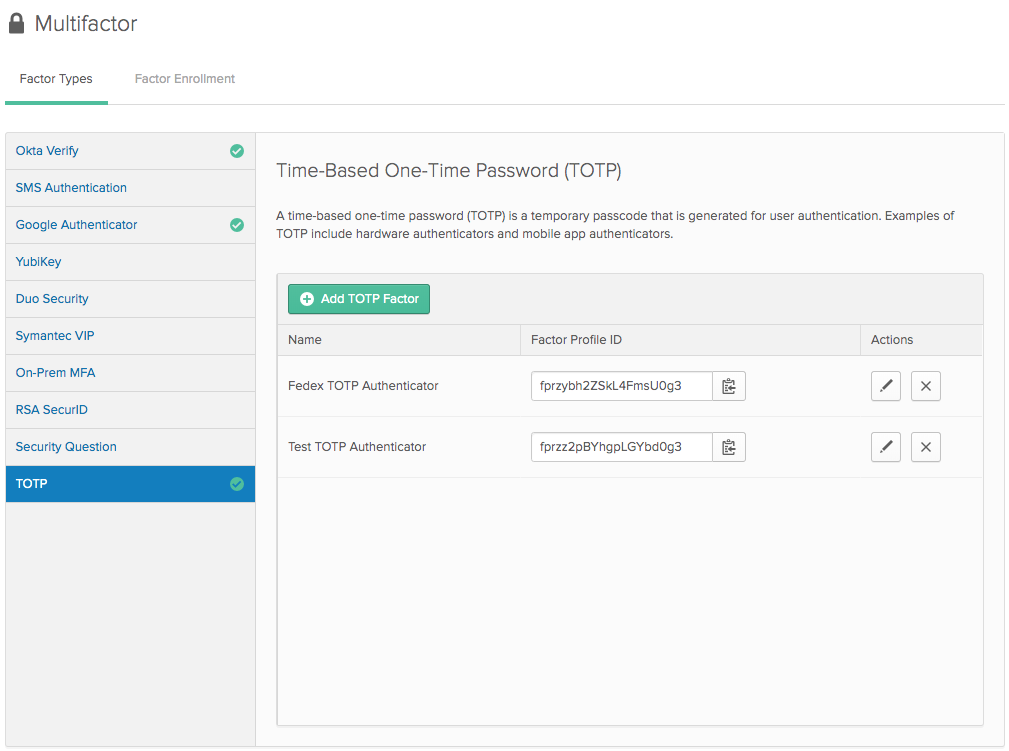 Multifactor
Factor Types
Factor Enrollment
Okta Verify
SMS Authentication
Google Authenticator
YubiKey
Duo Security
Symantec VIP
On-Prem MFA
RSA SecurID
Security Question
TOTP
Time-Based One-Time Password (TOTP)
A time-based one-time password (TOTP) is a temporary passcode that is generated for user authentication. Examples of
TOTP include hardware authenticators and mobile app authenticators.
Add TOTP Factor
Name Factor Profile ID Actions
Fedex TOTP Authenticator fprzybh2ZSkL4FmsU0g3
Test TOTP Authenticator fprzz2pBYhgpLGYbd0g3